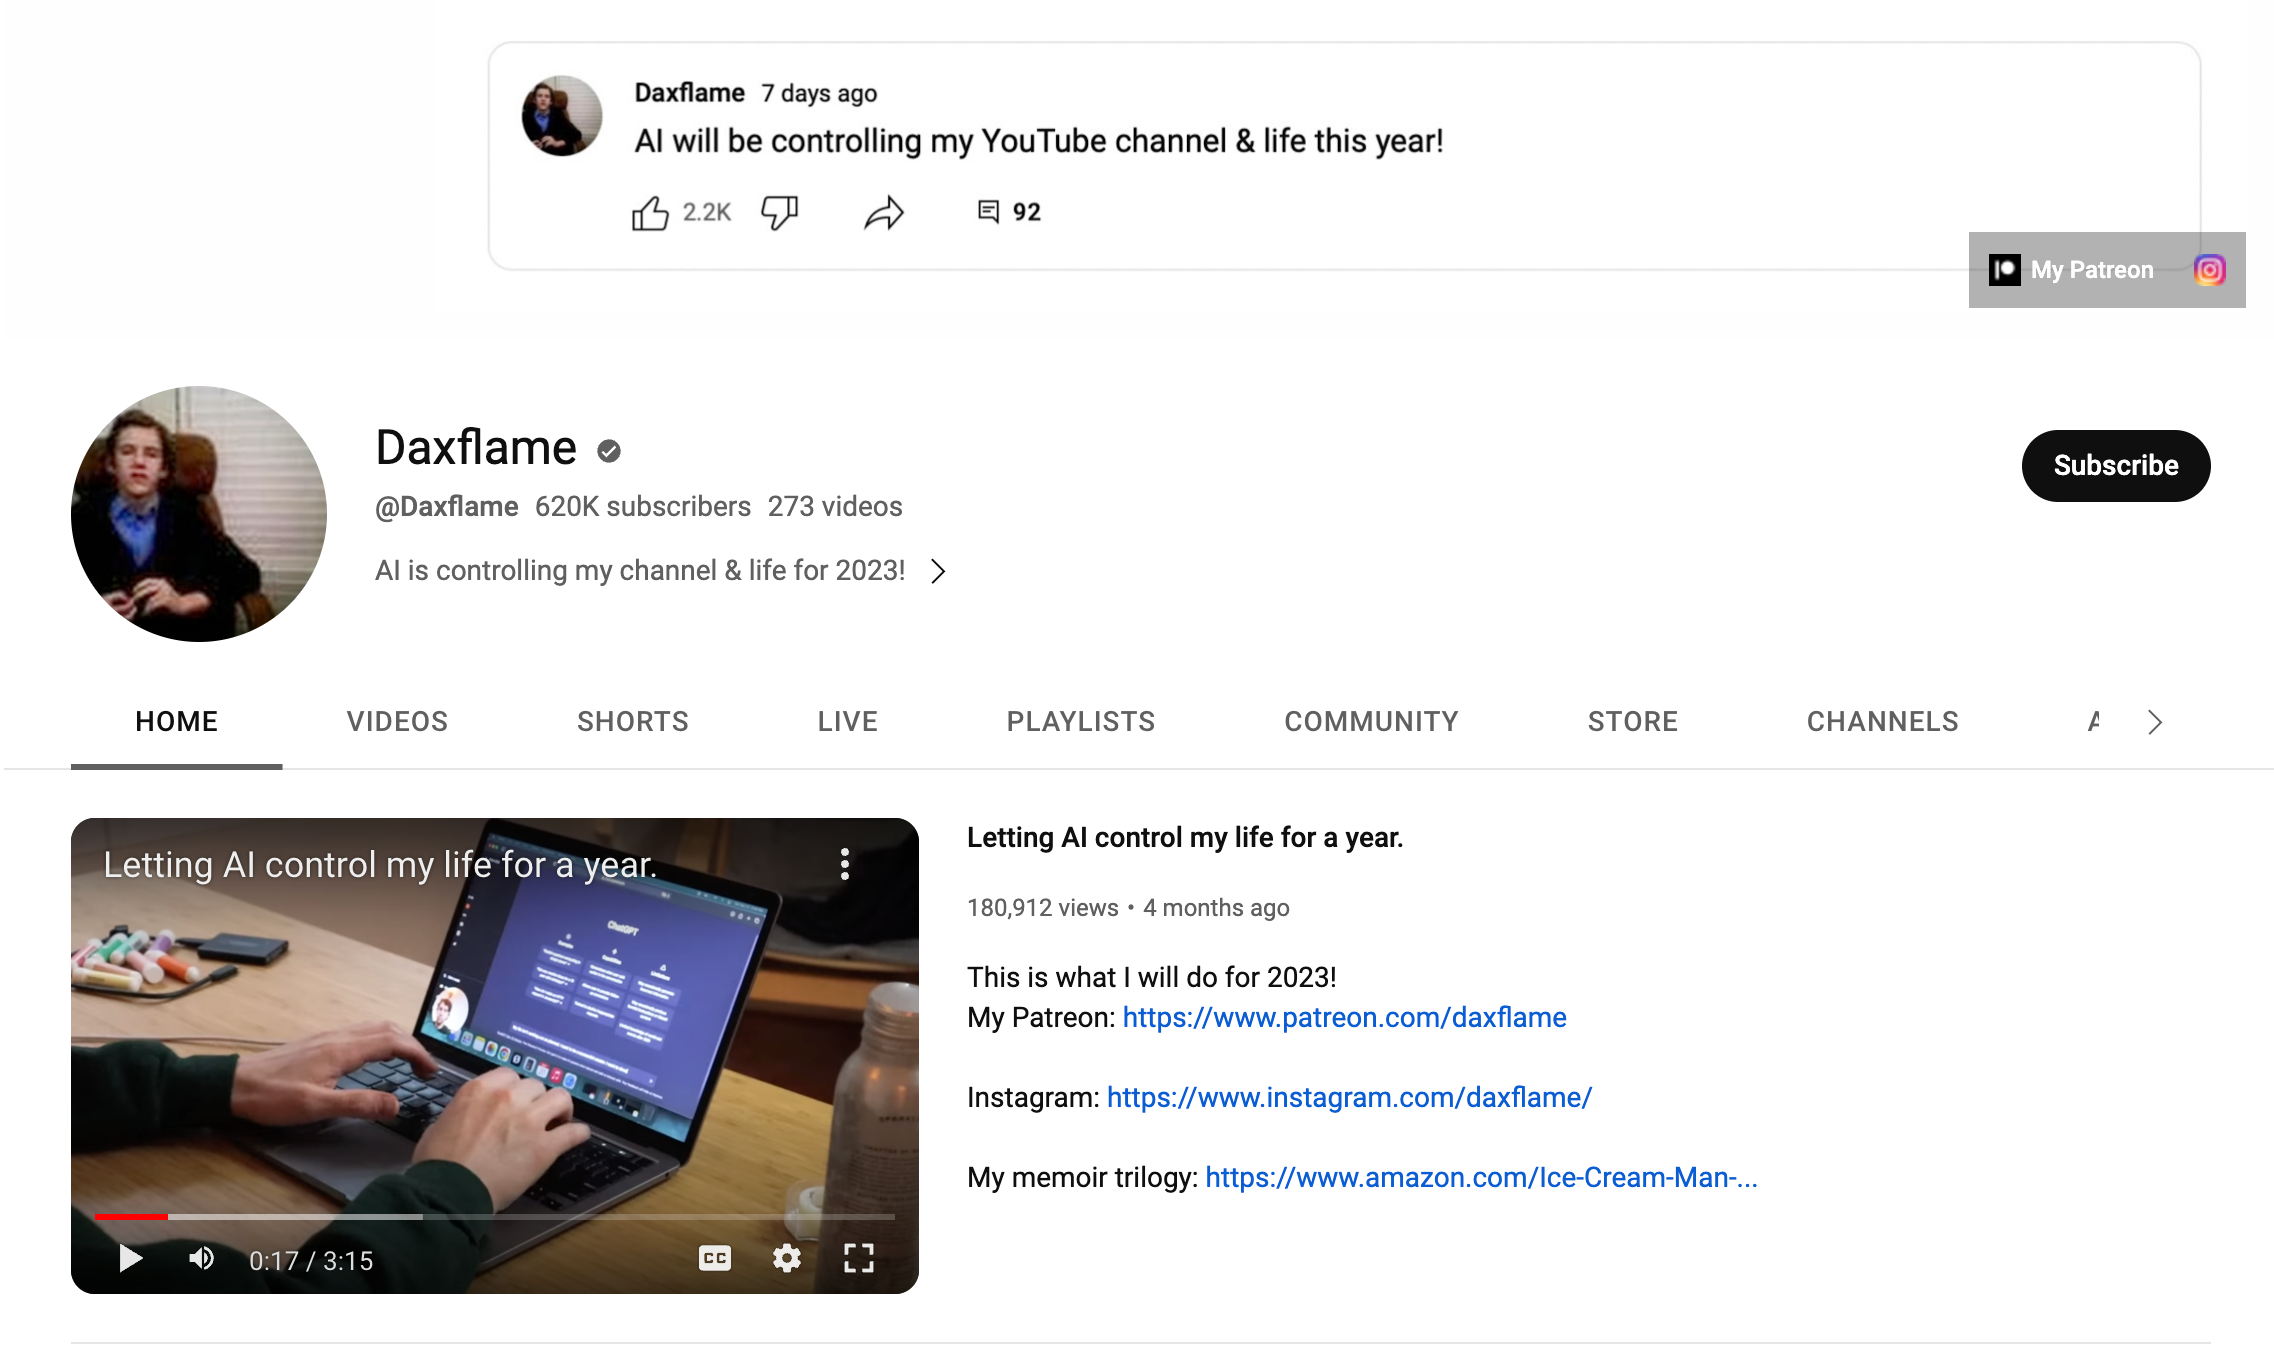 Daxflame 7 days ago
AI will be controlling my YouTube channel & life this year!
2.2K 92
My Patreon
Daxflame
@Daxflame 620K subscribers 273 videos
AI is controlling my channel & life for 2023!
Subscribe
HOME VIDEOS SHORTS LIVE PLAYLISTS COMMUNITY STORE CHANNELS
Letting AI control my life for a year.
ChatGPT
CC
0:17 / 3:15
Letting AI control my life for a year.
180,912 views • 4 months ago
This is what I will do for 2023!
My Patreon: https://www.patreon.com/daxflame
Instagram: https://www.instagram.com/daxflame/
My memoir trilogy: https://www.amazon.com/Ice-Cream-Man-...